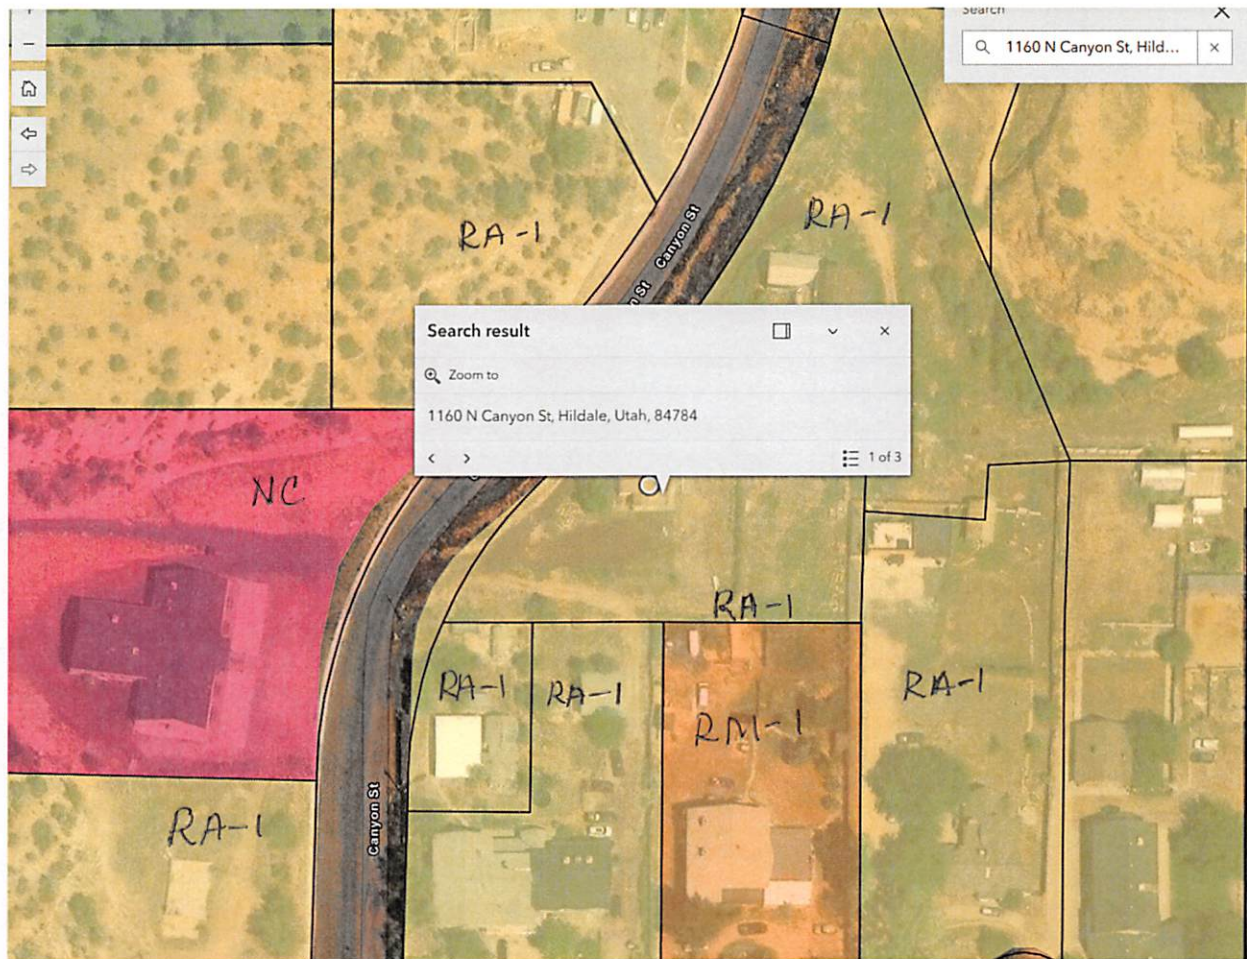 Search
1160 N Canyon St, Hild...
RA-1
RA-1
Canyon St
n St
Search result
Zoom to
1160 N Canyon St, Hildale, Utah, 84784
1 of 3
NC
RA-1
RA-1
RA-1
RM-1
RA-1
RA-1
Canyon St